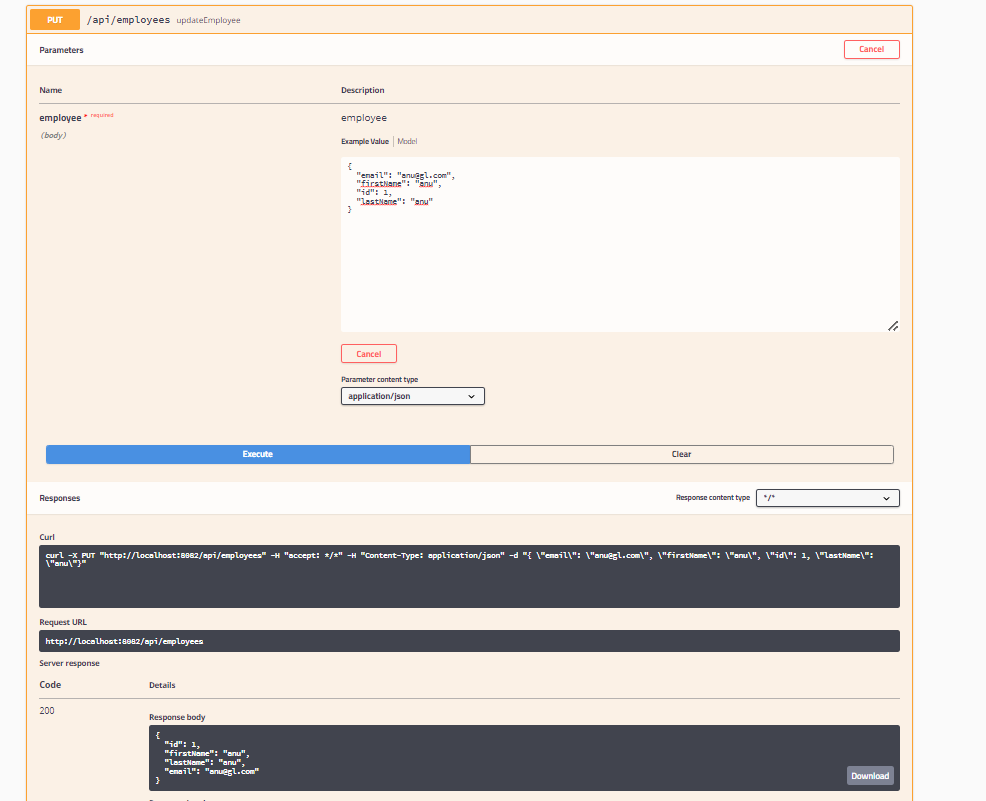 PUT /api/employees updateEmployee
Parameters Cancel
Name Description
employee * required employee
(body)
Example Value Model
{
"email": "anu@gl.com",
"firstName": "anu",
"id": 1,
"lastName": "anu"
}
Cancel
Parameter content type
application/json
Execute Clear
Responses Response content type */*
Curl
curl -X PUT "http://localhost:8082/api/employees" -H "accept: */*" -H "Content-Type: application/json" -d "{ \"email\": \"anu@gl.com\", \"firstName\": \"anu\", \"id\": 1, \"lastName\":
\"anu\"}"
Request URL
http://localhost:8082/api/employees
Server response
Code Details
200
Response body
{
"id": 1,
"firstName": "anu",
"lastName": "anu",
"email": "anu@gl.com"
}
Download